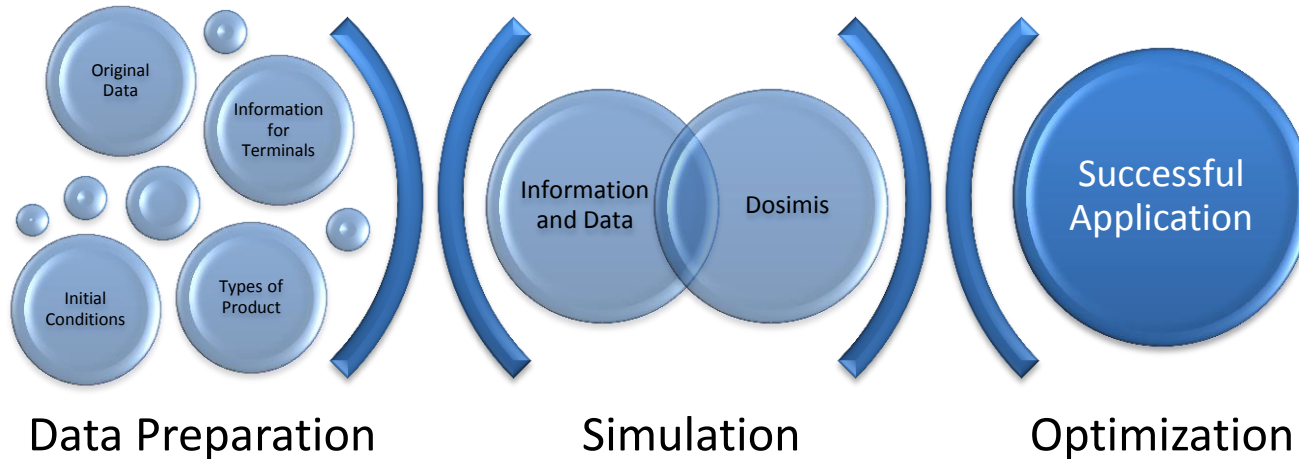 Original
Data
Information
for
Terminals
Initial
Conditions
Types of
Product
Data Preparation
Information
and Data
Dosimis
Simulation
Successful
Application
Optimization